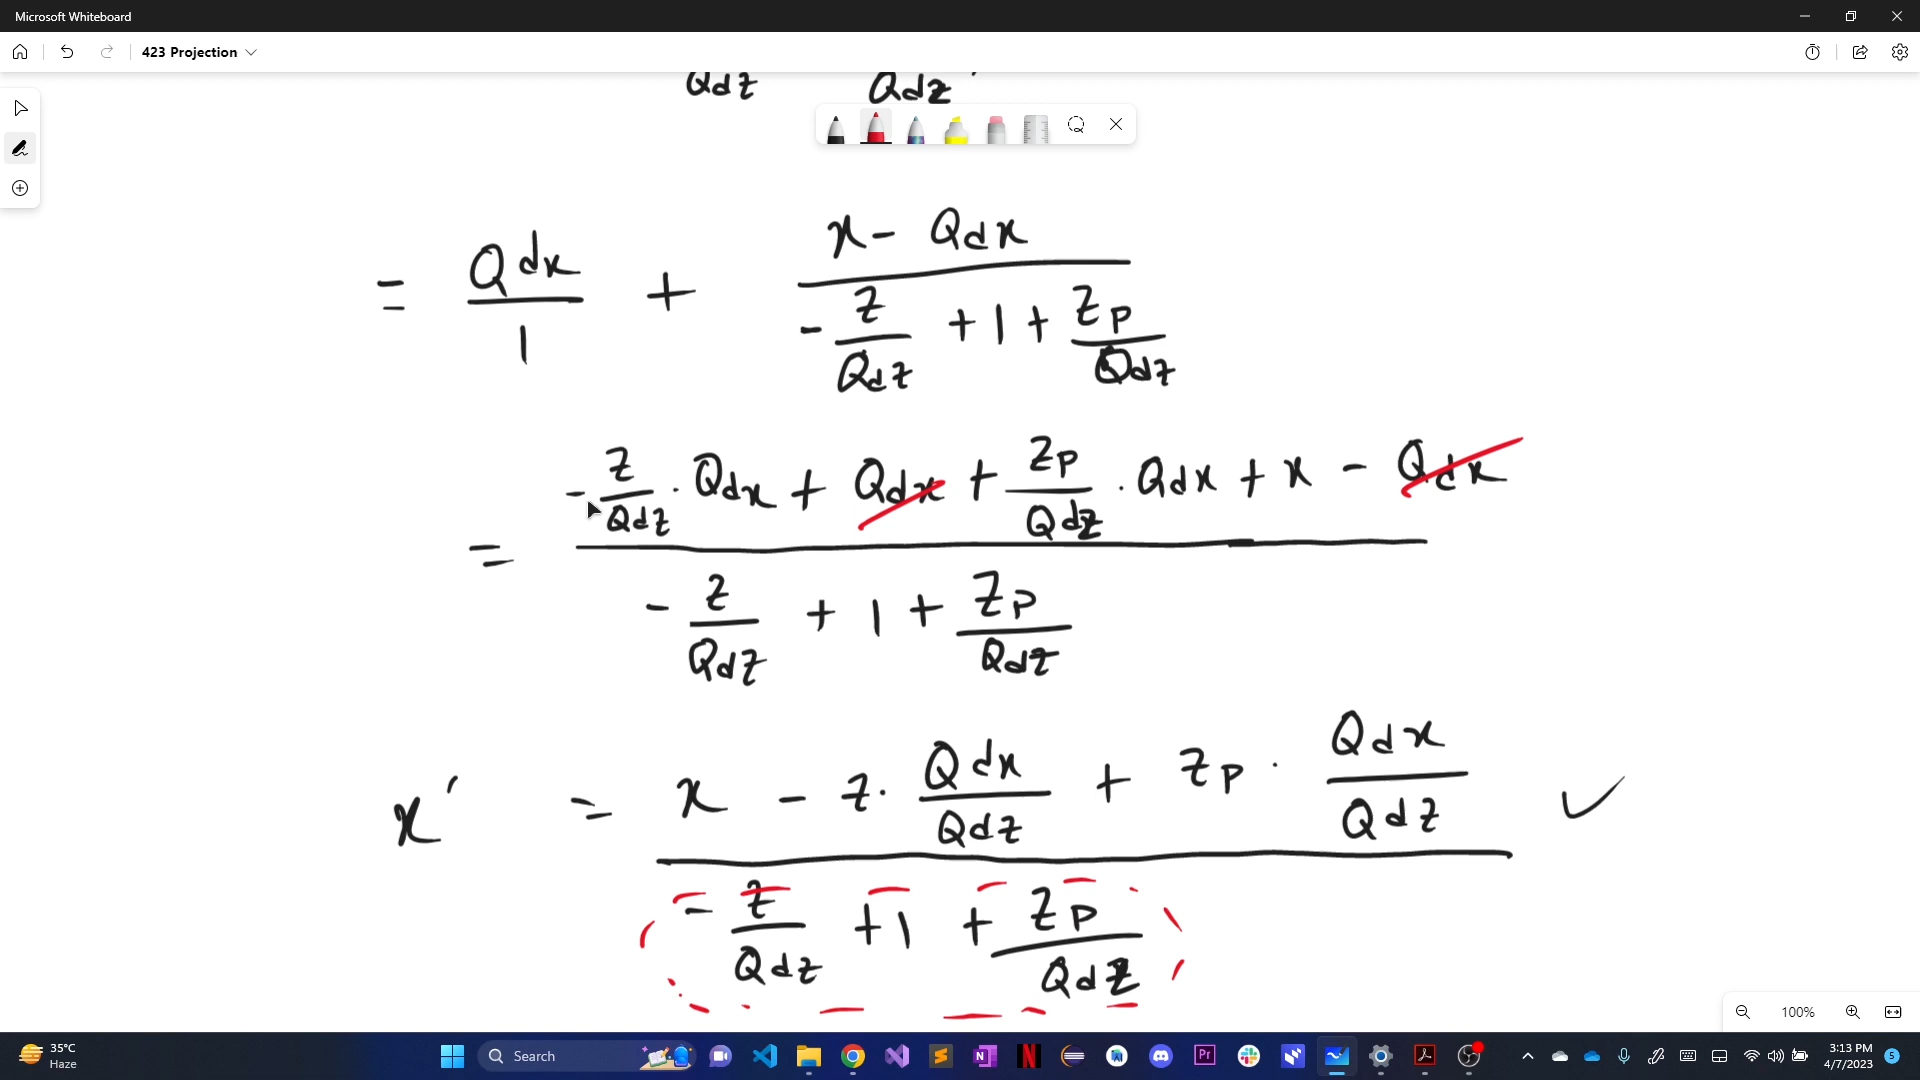 Microsoft Whiteboard
423 Projection
Qdz Qdz
= Qdx/1 + (x - Qdx)/(-z/Qdz + 1 + zp/Qdz)
= (-z/Qdz · Qdx + Qdx + zp/Qdz · Qdx + x - Qdx)/(-z/Qdz + 1 + zp/Qdz)
x' = (x - z · Qdx/Qdz + zp · Qdx/Qdz)/(-z/Qdz + 1 + zp/Qdz) ✓
100%
35°C
Haze
Search
Pr
3:13 PM
4/7/2023
5